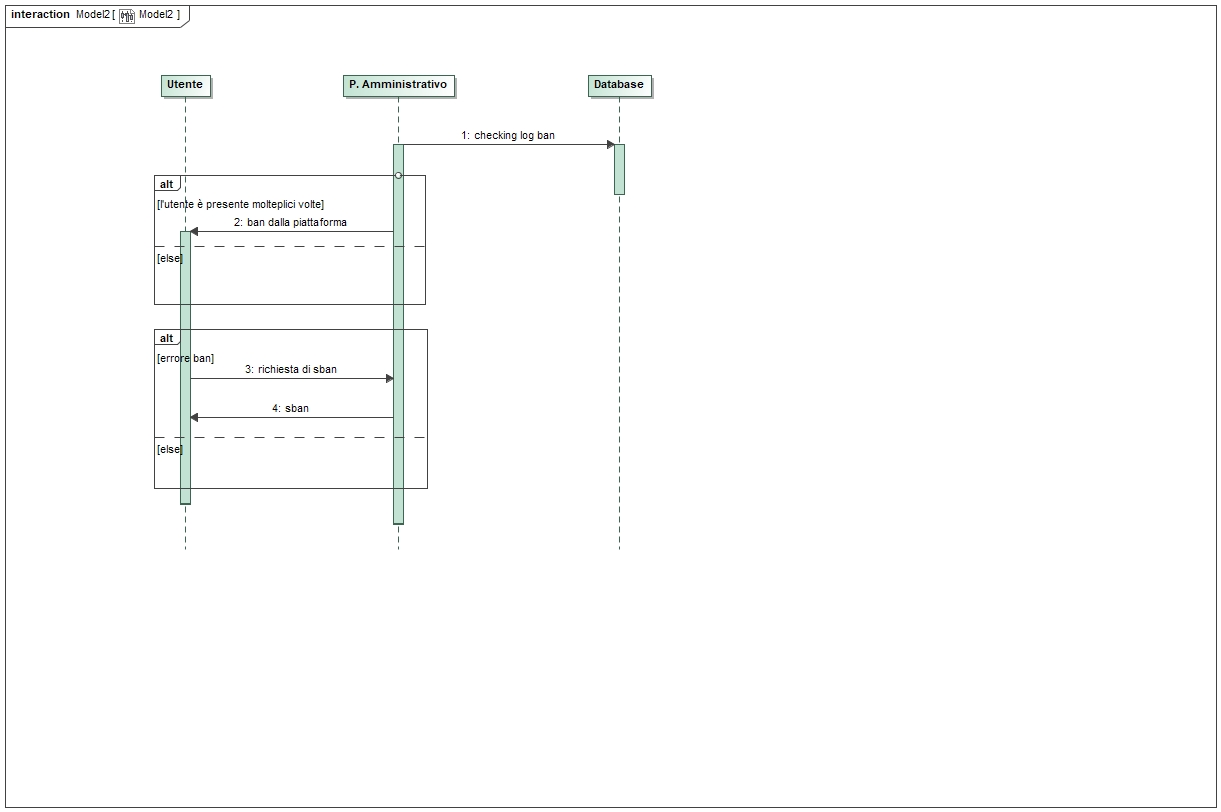 interaction Model2 [ Model2 ]
Utente
P. Amministrativo
Database
1: checking log ban
alt
[l'utente è presente molteplici volte]
2: ban dalla piattaforma
[else]
alt
[errore ban]
3: richiesta di sban
4: sban
[else]